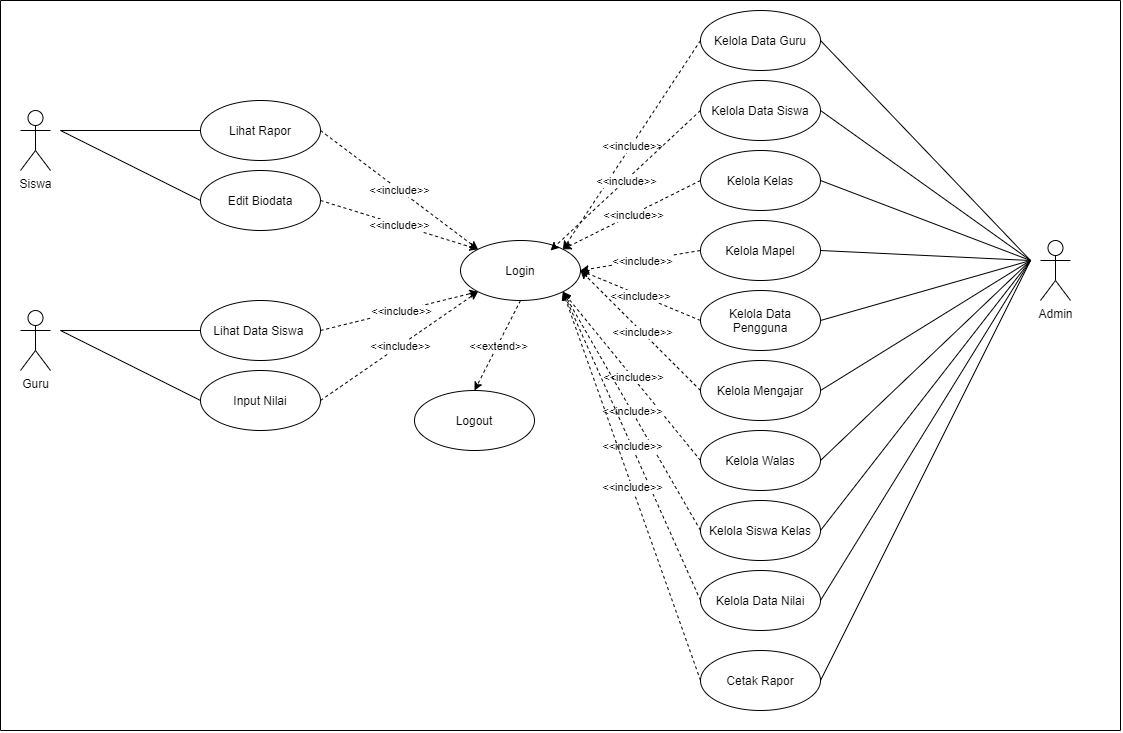 Kelola Data Guru
Kelola Data Siswa
Lihat Rapor
<<include>>
Kelola Kelas
<<include>>
Siswa
<<include>>
Edit Biodata
<<include>>
<<include>>
Kelola Mapel
<<include>>
Login
<<include>>
Kelola Data
Pengguna
Admin
<<include>>
Lihat Data Siswa
<<include>>
<<include>>
<<extend>>
Guru
<<include>>
Kelola Mengajar
Input Nilai
<<include>>
Logout
<<include>>
Kelola Walas
<<include>>
Kelola Siswa Kelas
Kelola Data Nilai
Cetak Rapor